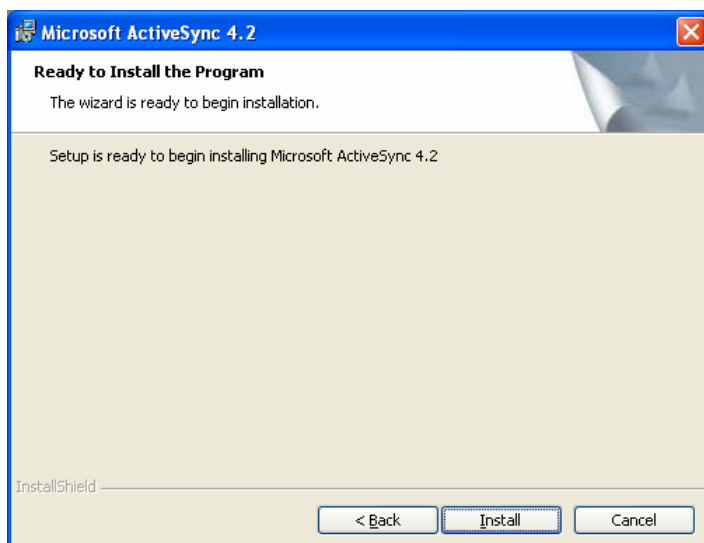 Microsoft ActiveSync 4.2
Ready to Install the Program
The wizard is ready to begin installation.
Setup is ready to begin installing Microsoft ActiveSync 4.2
InstallShield
< Back
Install
Cancel